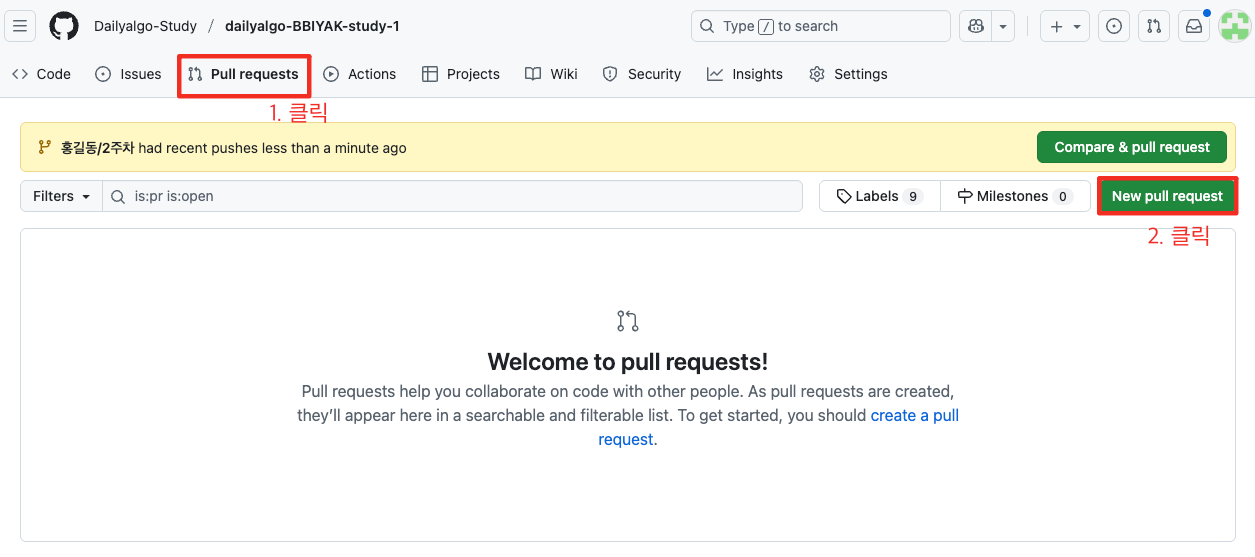 Dailyalgo-Study / dailyalgo-BBIYAK-study-1
Type / to search
Code Issues Pull requests Actions Projects Wiki Security Insights Settings
1. 클릭
홍길동/2주차 had recent pushes less than a minute ago
Compare & pull request
Filters is:pr is:open Labels 9 Milestones 0 New pull request
2. 클릭
Welcome to pull requests!
Pull requests help you collaborate on code with other people. As pull requests are created,
they’ll appear here in a searchable and filterable list. To get started, you should create a pull
request.